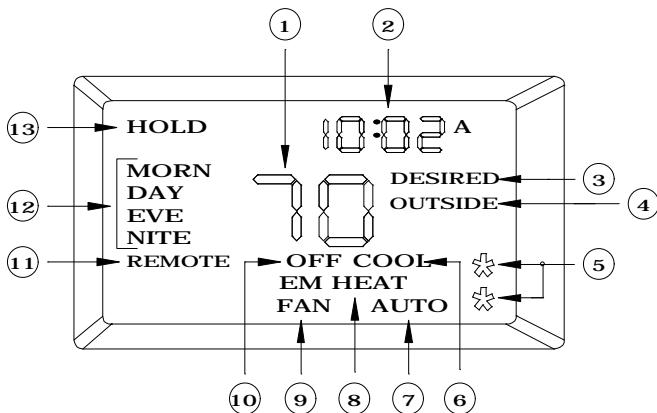 1 2
13 HOLD 10:02 A
MORN
DAY
EVE
NITE
12
70
DESIRED 3
OUTSIDE 4
11 REMOTE
OFF COOL
5
EM HEAT
FAN AUTO
10 9 8 7 6